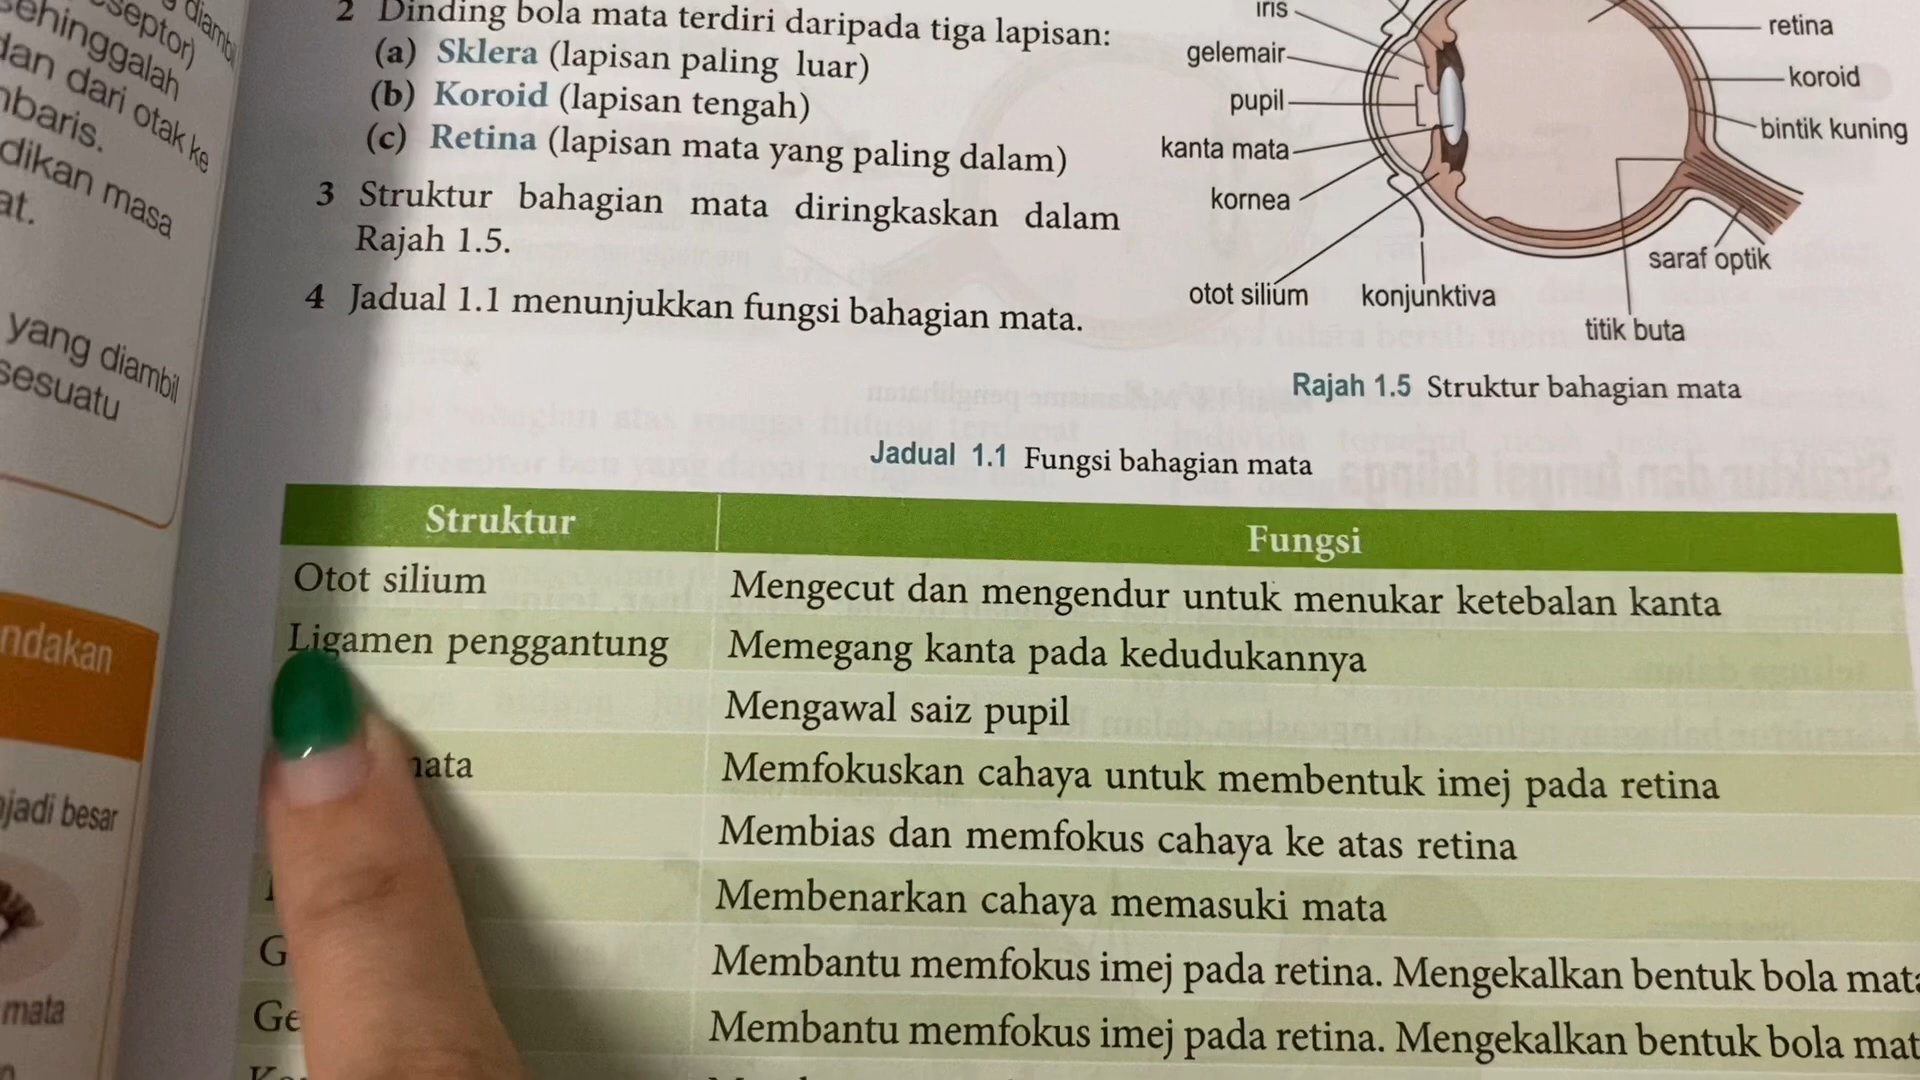 diambil
septor)
sehinggalah
dan dari otak ke
baris.
dikan masa
at.
yang diambil
sesuatu
ndakan
jadi besar
mata
2 Dinding bola mata terdiri daripada tiga lapisan:
(a) Sklera (lapisan paling luar)
(b) Koroid (lapisan tengah)
(c) Retina (lapisan mata yang paling dalam)
3 Struktur bahagian mata diringkaskan dalam
Rajah 1.5.
4 Jadual 1.1 menunjukkan fungsi bahagian mata.
iris
gelemair
pupil
kanta mata
kornea
otot silium
konjunktiva
retina
koroid
bintik kuning
saraf optik
titik buta
Rajah 1.5 Struktur bahagian mata
Jadual 1.1 Fungsi bahagian mata
Struktur Fungsi
Otot silium Mengecut dan mengendur untuk menukar ketebalan kanta
Ligamen penggantung Memegang kanta pada kedudukannya
Mengawal saiz pupil
mata Memfokuskan cahaya untuk membentuk imej pada retina
Membias dan memfokus cahaya ke atas retina
Membenarkan cahaya memasuki mata
G Membantu memfokus imej pada retina. Mengekalkan bentuk bola mata
Ge Membantu memfokus imej pada retina. Mengekalkan bentuk bola mat